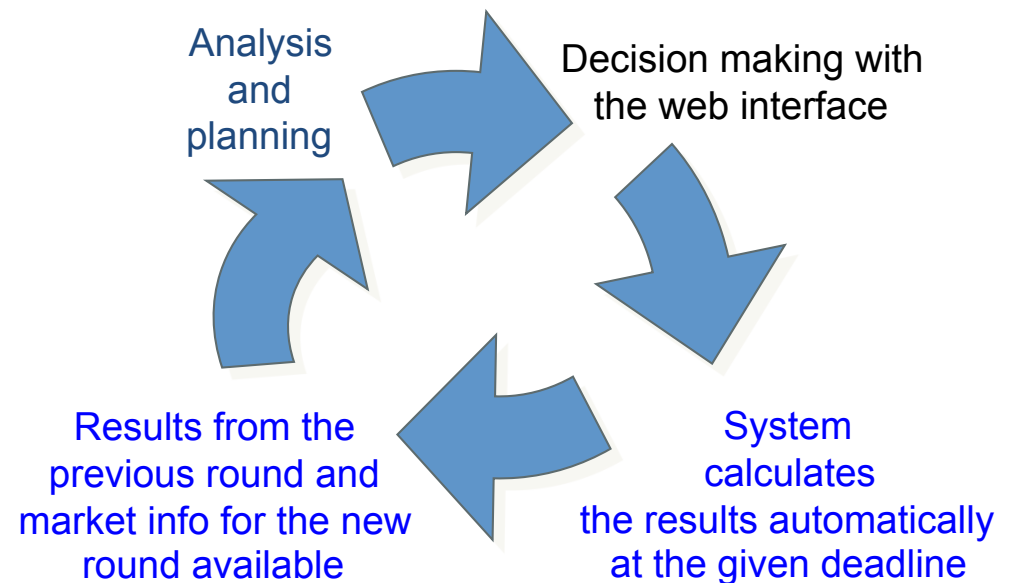 Analysis
and
planning
Decision making with
the web interface
System
calculates
the results automatically
at the given deadline
Results from the
previous round and
market info for the new
round available